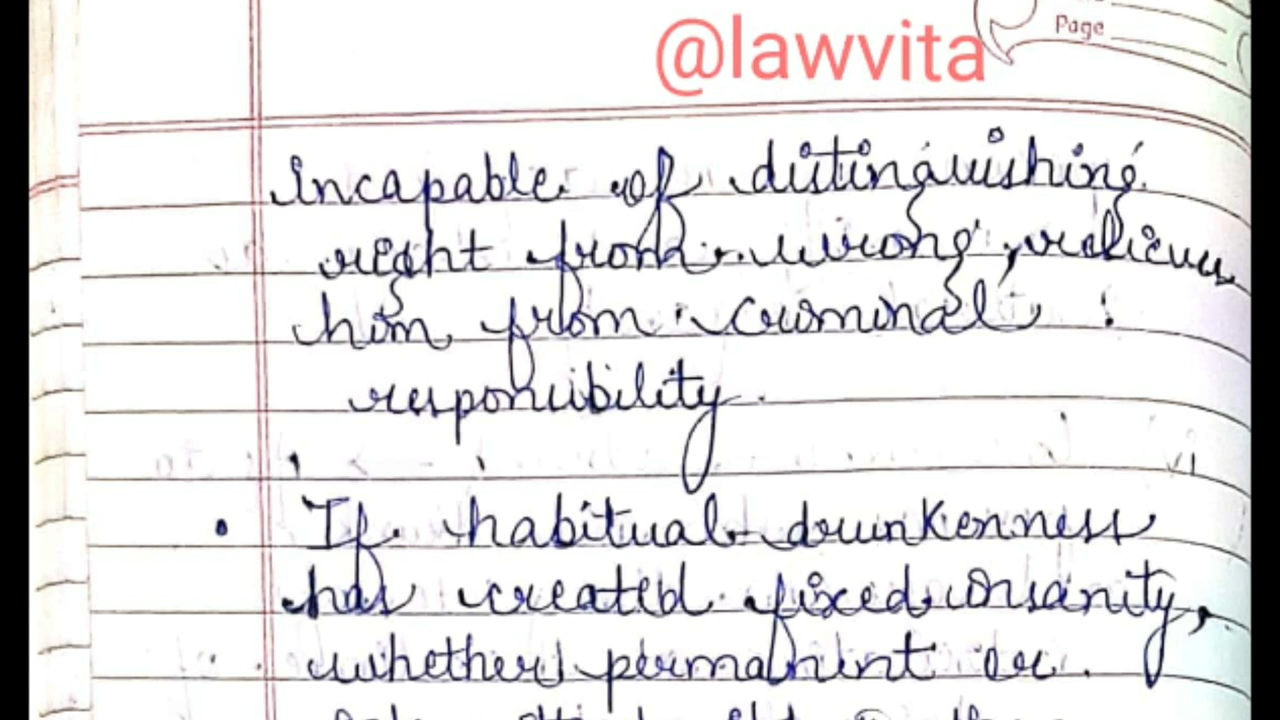 @lawvita
Page
incapable of distinguishing
right from wrong, relieves
him from criminal
responsibility.
• If habitual drunkenness
has created fixed insanity,
whether permanent or